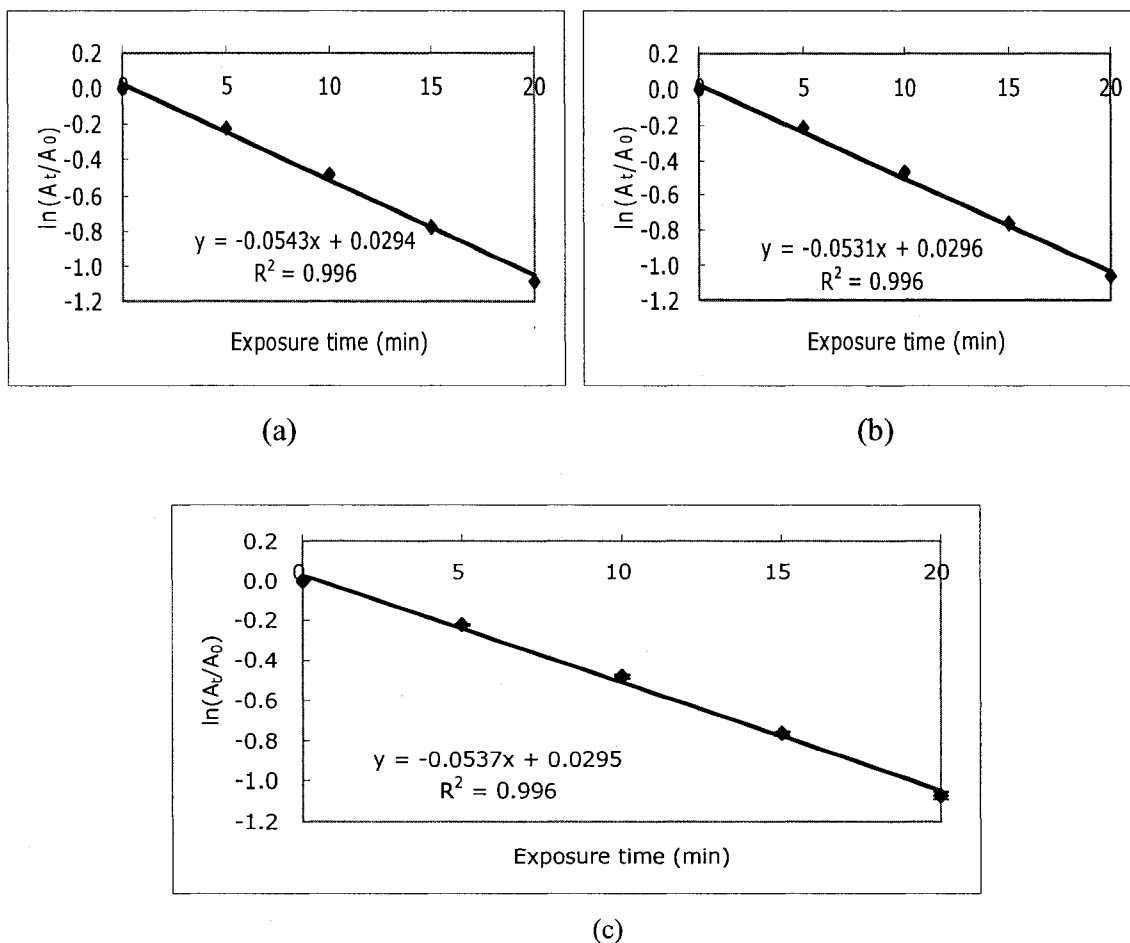 0.2
0.0
-0.2
-0.4
-0.6
-0.8
-1.0
-1.2
0 5 10 15 20
ln(At/A0)
y = -0.0543x + 0.0294
R² = 0.996
Exposure time (min)
(a)
0.2
0.0
-0.2
-0.4
-0.6
-0.8
-1.0
-1.2
0 5 10 15 20
ln(At/A0)
y = -0.0531x + 0.0296
R² = 0.996
Exposure time (min)
(b)
0.2
0.0
-0.2
-0.4
-0.6
-0.8
-1.0
-1.2
0 5 10 15 20
ln(At/A0)
y = -0.0537x + 0.0295
R² = 0.996
Exposure time (min)
(c)